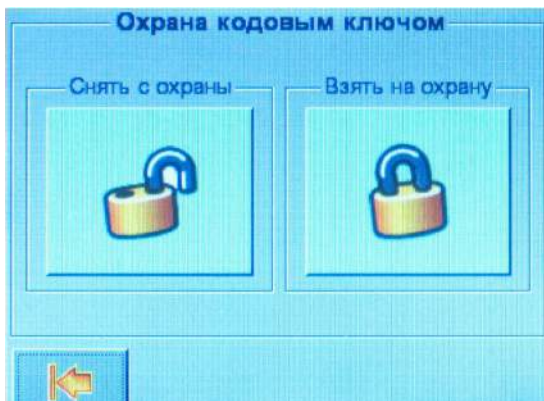 Охрана кодовым ключом
Снять с охраны
Взять на охрану